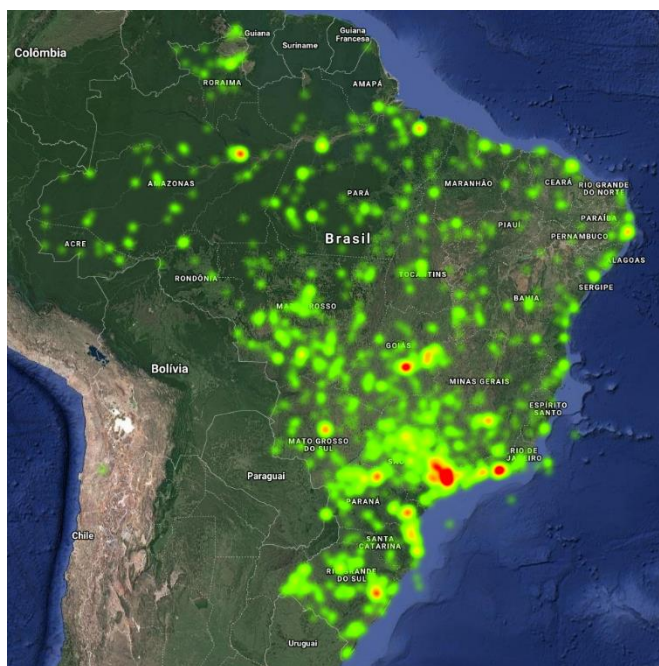 Guiana
Guiana
Francesa
Suriname
Colômbia
RORAIMA
AMAPÁ
AMAZONAS
PARÁ
MARANHÃO
CEARÁ
RIO GRANDE
DO NORTE
PARAÍBA
PIAUÍ
PERNAMBUCO
ACRE
Brasil
ALAGOAS
TOCANTINS
SERGIPE
RONDÔNIA
BAHIA
MATO GROSSO
GOIÁS
Bolívia
MINAS GERAIS
ESPÍRITO
SANTO
MATO GROSSO
DO SUL
RIO DE
JANEIRO
Paraguai
PARANÁ
Chile
SANTA
CATARINA
RIO GRANDE
DO SUL
Uruguai